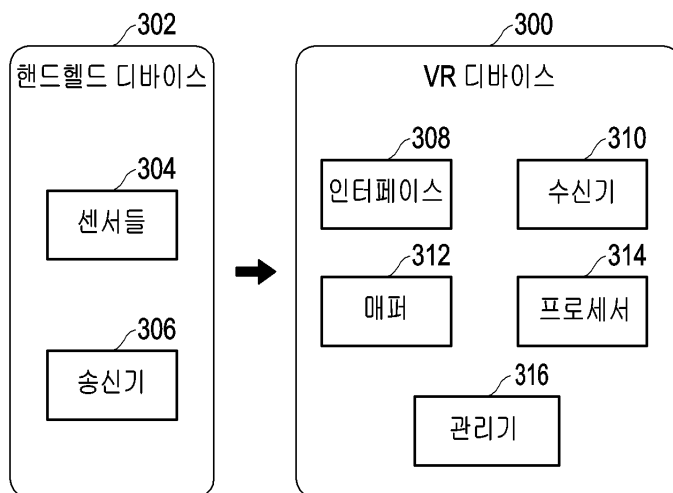 302
핸드헬드 디바이스
304
센서들
306
송신기
300
VR 디바이스
308
인터페이스
310
수신기
312
매퍼
314
프로세서
316
관리기